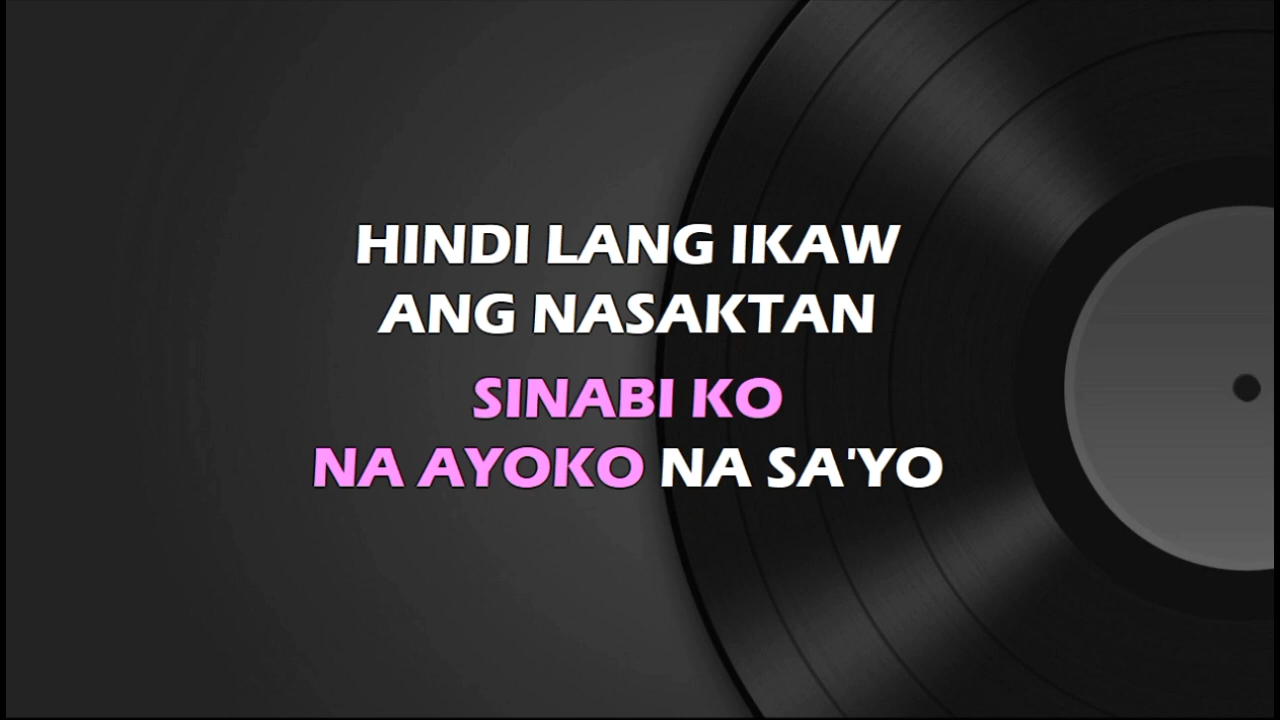 HINDI LANG IKAW
ANG NASAKTAN
SINABI KO
NA AYOKO NA SA'YO